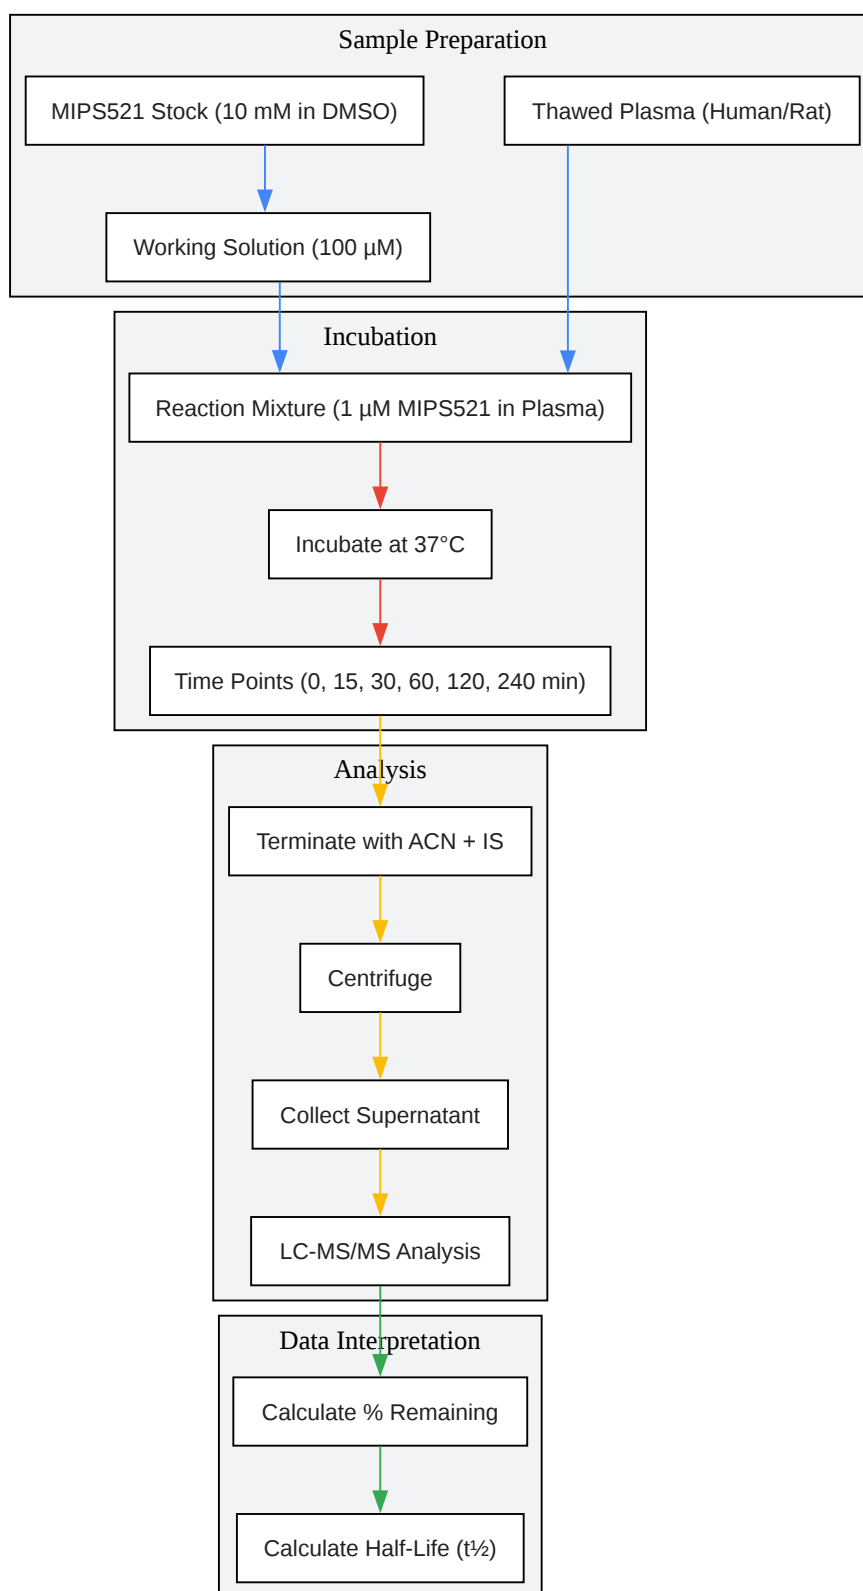 Sample Preparation
MIPS521 Stock (10 mM in DMSO)
Thawed Plasma (Human/Rat)
Working Solution (100 µM)
Incubation
Reaction Mixture (1 µM MIPS521 in Plasma)
Incubate at 37°C
Time Points (0, 15, 30, 60, 120, 240 min)
Analysis
Terminate with ACN + IS
Centrifuge
Collect Supernatant
LC-MS/MS Analysis
Data Interpretation
Calculate % Remaining
Calculate Half-Life (t½)